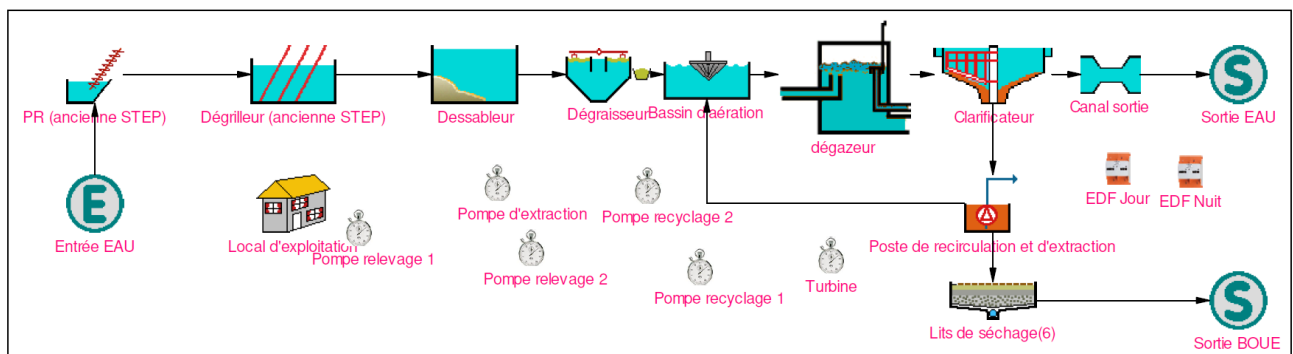 PR (ancienne STEP)
Dégrilleur (ancienne STEP)
Dessableur
Dégraisseur
Bassin d'aération
dégazeur
Clarificateur
Canal sortie
S
Sortie EAU
E
Entrée EAU
Local d'exploitation
Pompe relevage 1
Pompe d'extraction
Pompe relevage 2
Pompe recyclage 2
Pompe recyclage 1
Turbine
Poste de recirculation et d'extraction
EDF Jour
EDF Nuit
Lits de séchage(6)
S
Sortie BOUE